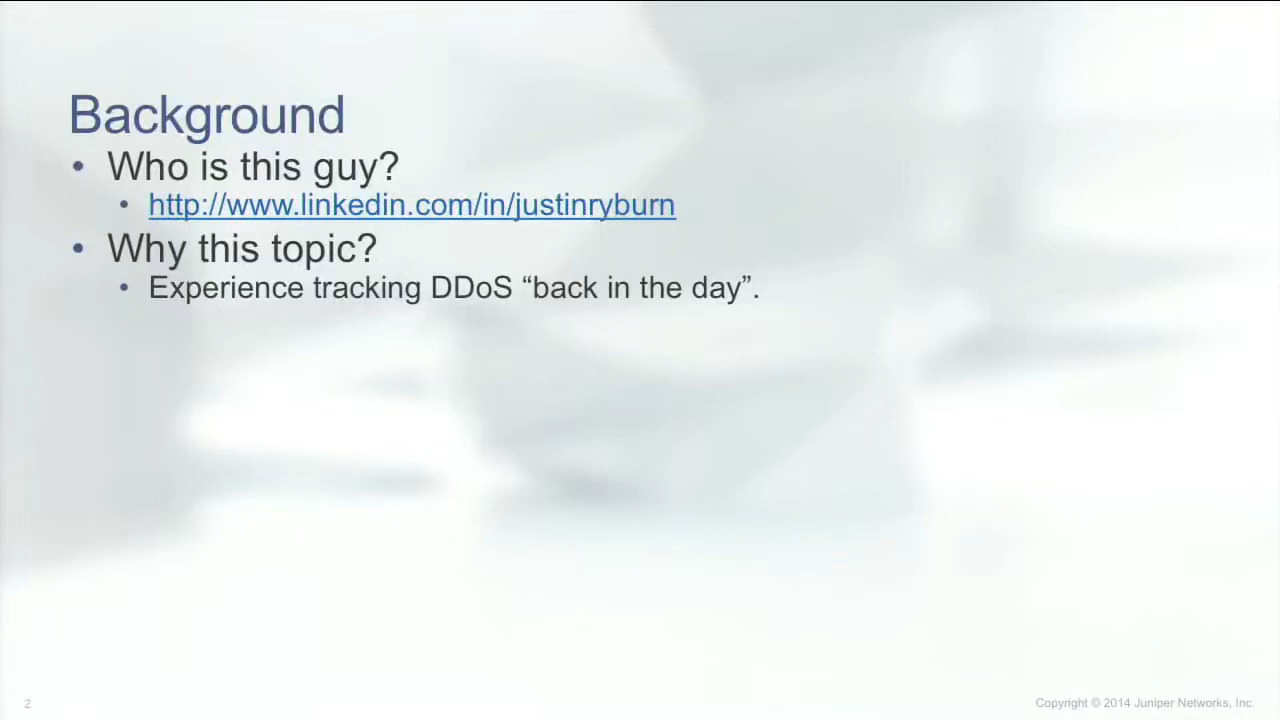 Background
• Who is this guy?
• http://www.linkedin.com/in/justinryburn
• Why this topic?
• Experience tracking DDoS “back in the day”.
2
Copyright © 2014 Juniper Networks, Inc.